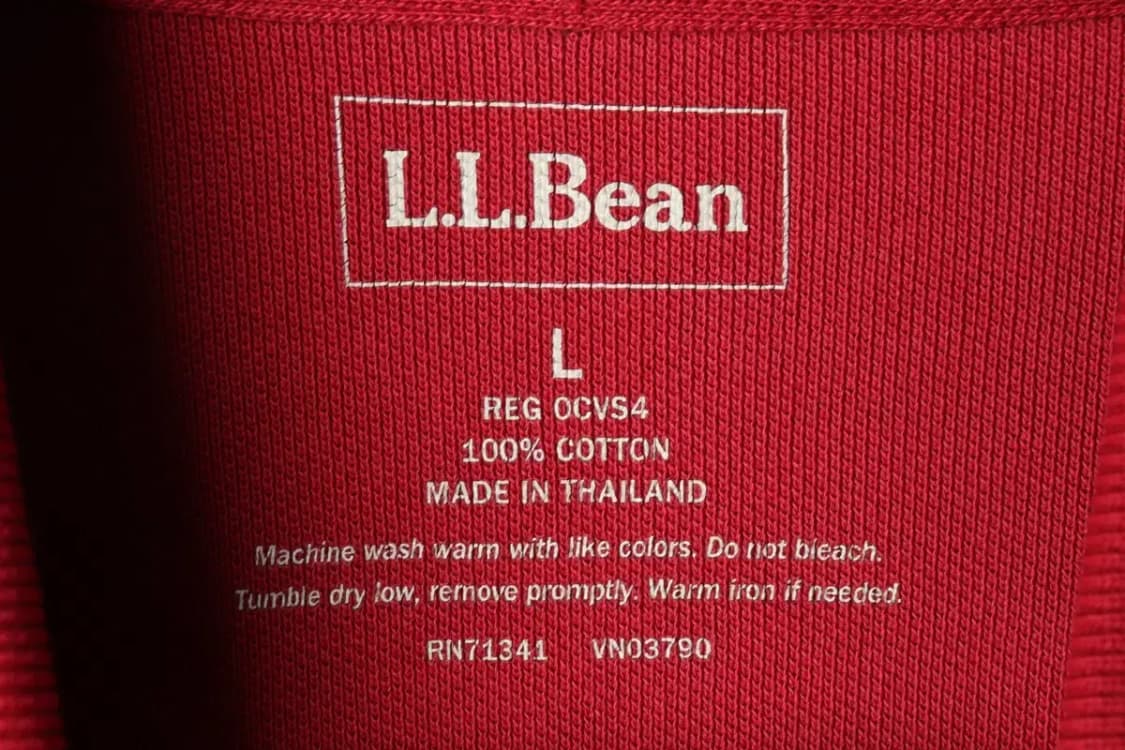 L.L.Bean
L
REG OCVS4
100% COTTON
MADE IN THAILAND
Machine wash warm with like colors. Do not bleach.
Tumble dry low, remove promptly. Warm iron if needed.
RN71341 VN03790